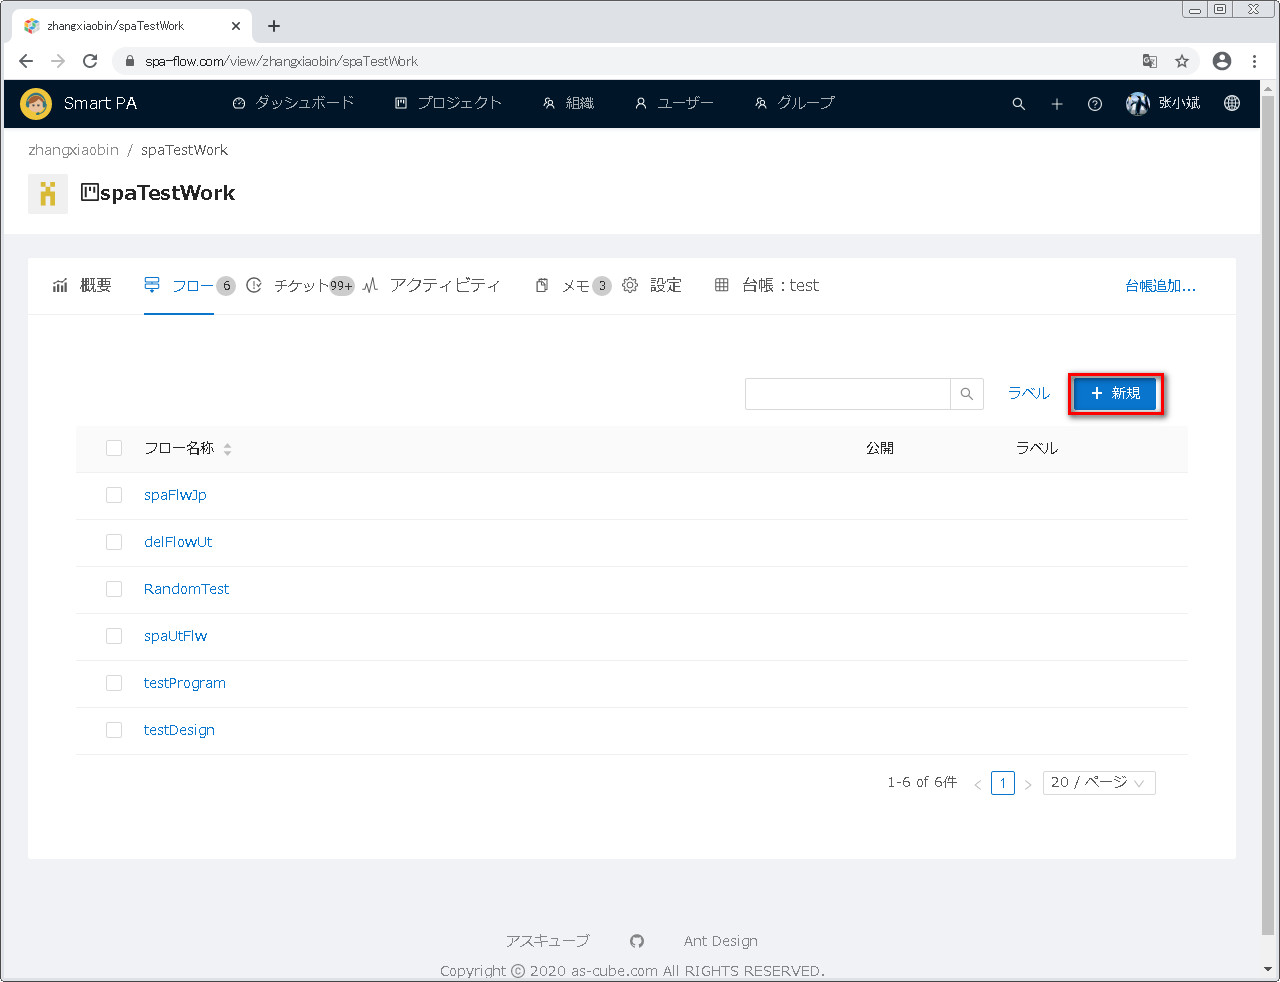 zhangxiaobin/spaTestWork
spa-flow.com/view/zhangxiaobin/spaTestWork
Smart PA ダッシュボード プロジェクト 組織 ユーザー グループ 张小斌
zhangxiaobin / spaTestWork
spaTestWork
概要 フロー 6 チケット 99+ アクティビティ メモ 3 設定 台帳：test 台帳追加...
ラベル + 新規
フロー名称 公開 ラベル
spaFlwJp
delFlowUt
RandomTest
spaUtFlw
testProgram
testDesign
1-6 of 6件 < 1 > 20 / ページ
アスキューブ Ant Design
Copyright © 2020 as-cube.com All RIGHTS RESERVED.